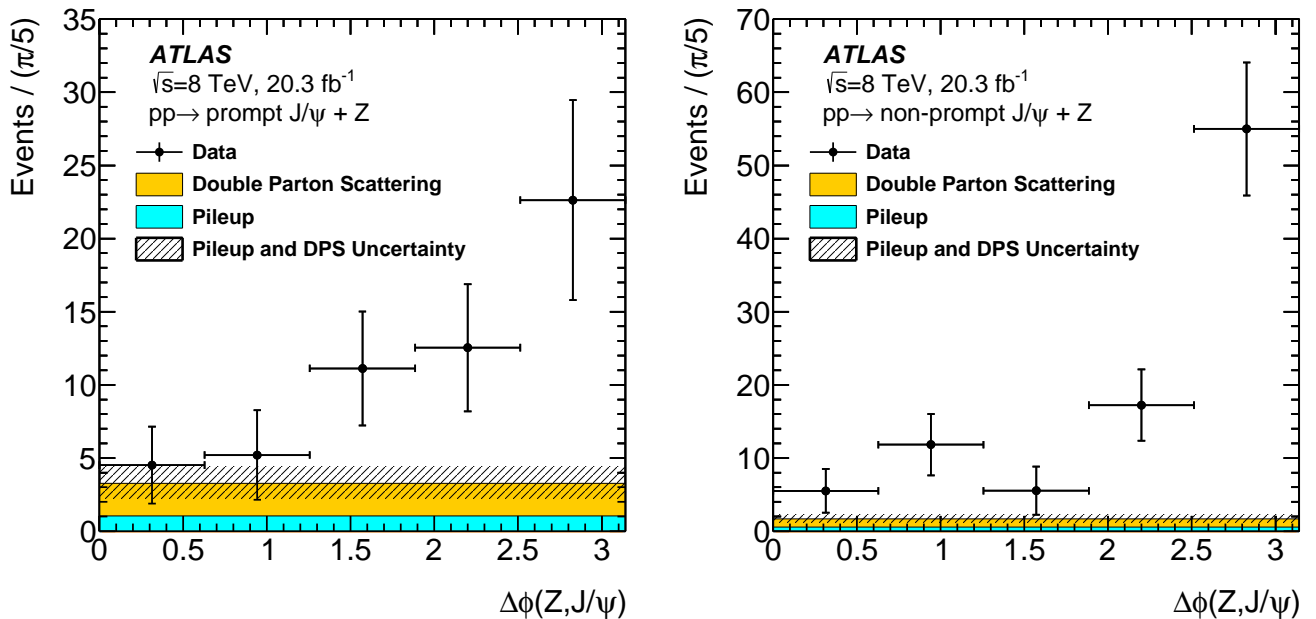 Events / (π/5)
35
30
25
20
15
10
5
0
ATLAS
√s=8 TeV, 20.3 fb⁻¹
pp→ prompt J/ψ + Z
Data
Double Parton Scattering
Pileup
Pileup and DPS Uncertainty
0 0.5 1 1.5 2 2.5 3
Δϕ(Z,J/ψ)
Events / (π/5)
70
60
50
40
30
20
10
0
ATLAS
√s=8 TeV, 20.3 fb⁻¹
pp→ non-prompt J/ψ + Z
Data
Double Parton Scattering
Pileup
Pileup and DPS Uncertainty
0 0.5 1 1.5 2 2.5 3
Δϕ(Z,J/ψ)